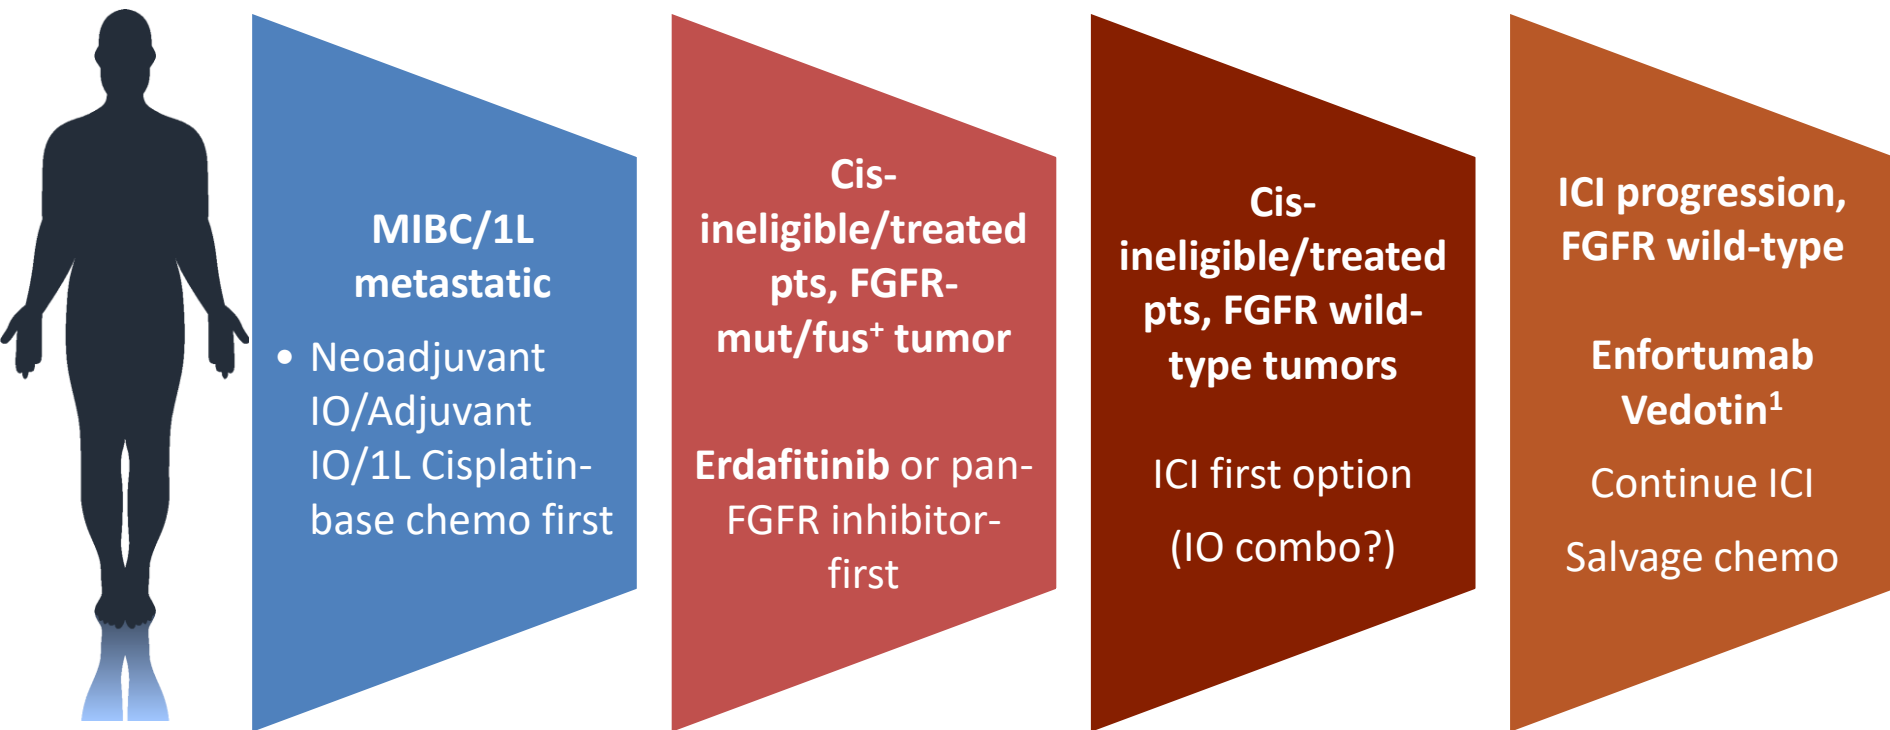 MIBC/1L
metastatic
• Neoadjuvant
IO/Adjuvant
IO/1L Cisplatin-
base chemo first
Cis-
ineligible/treated
pts, FGFR-
mut/fus⁺ tumor
Erdafitinib or pan-
FGFR inhibitor-
first
Cis-
ineligible/treated
pts, FGFR wild-
type tumors
ICI first option
(IO combo?)
ICI progression,
FGFR wild-type
Enfortumab
Vedotin¹
Continue ICI
Salvage chemo